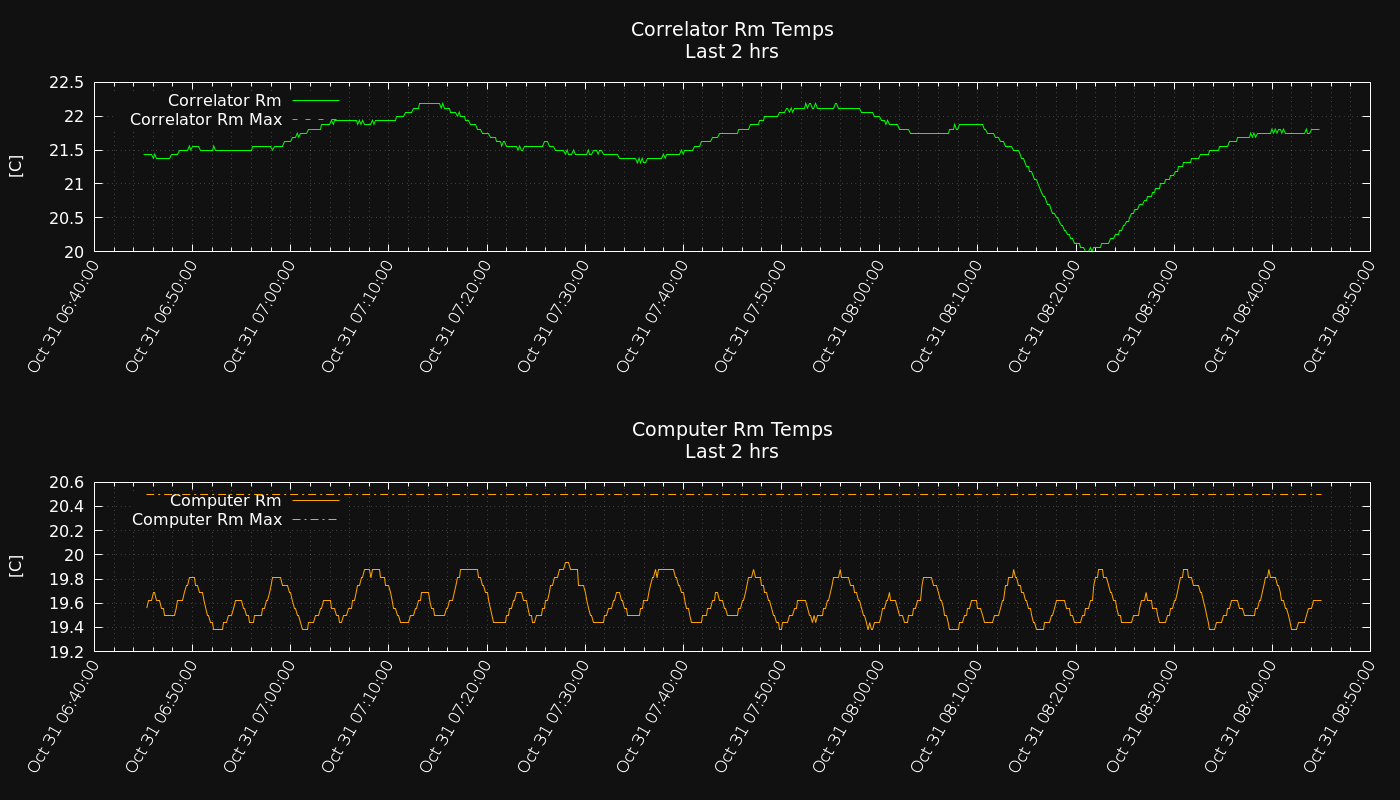 Correlator Rm Temps
Last 2 hrs
22.5
22
21.5
21
20.5
20
[C]
Correlator Rm
Correlator Rm Max
Oct 31 06:40:00
Oct 31 06:50:00
Oct 31 07:00:00
Oct 31 07:10:00
Oct 31 07:20:00
Oct 31 07:30:00
Oct 31 07:40:00
Oct 31 07:50:00
Oct 31 08:00:00
Oct 31 08:10:00
Oct 31 08:20:00
Oct 31 08:30:00
Oct 31 08:40:00
Oct 31 08:50:00
Computer Rm Temps
Last 2 hrs
20.6
20.4
20.2
20
19.8
19.6
19.4
19.2
[C]
Computer Rm
Computer Rm Max
Oct 31 06:40:00
Oct 31 06:50:00
Oct 31 07:00:00
Oct 31 07:10:00
Oct 31 07:20:00
Oct 31 07:30:00
Oct 31 07:40:00
Oct 31 07:50:00
Oct 31 08:00:00
Oct 31 08:10:00
Oct 31 08:20:00
Oct 31 08:30:00
Oct 31 08:40:00
Oct 31 08:50:00